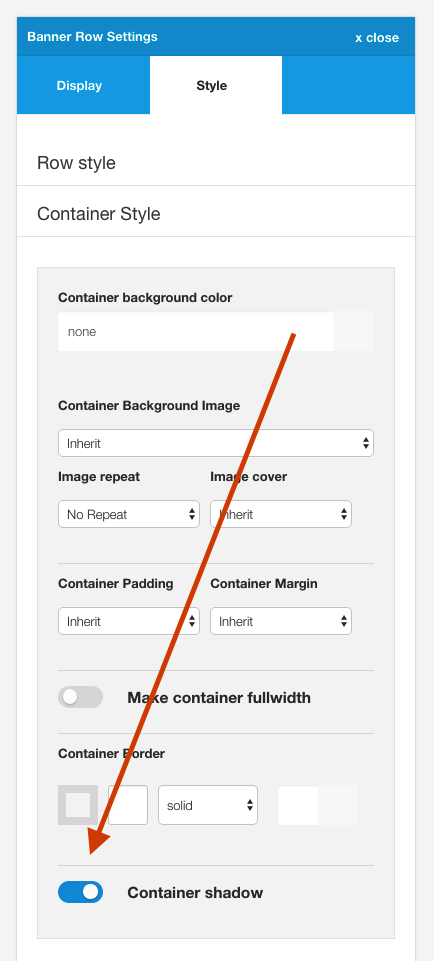 Banner Row Settings
x close
Display
Style
Row style
Container Style
Container background color
none
Container Background Image
Inherit
Image repeat
Image cover
No Repeat
Inherit
Container Padding
Container Margin
Inherit
Inherit
Make container fullwidth
Container Border
solid
Container shadow